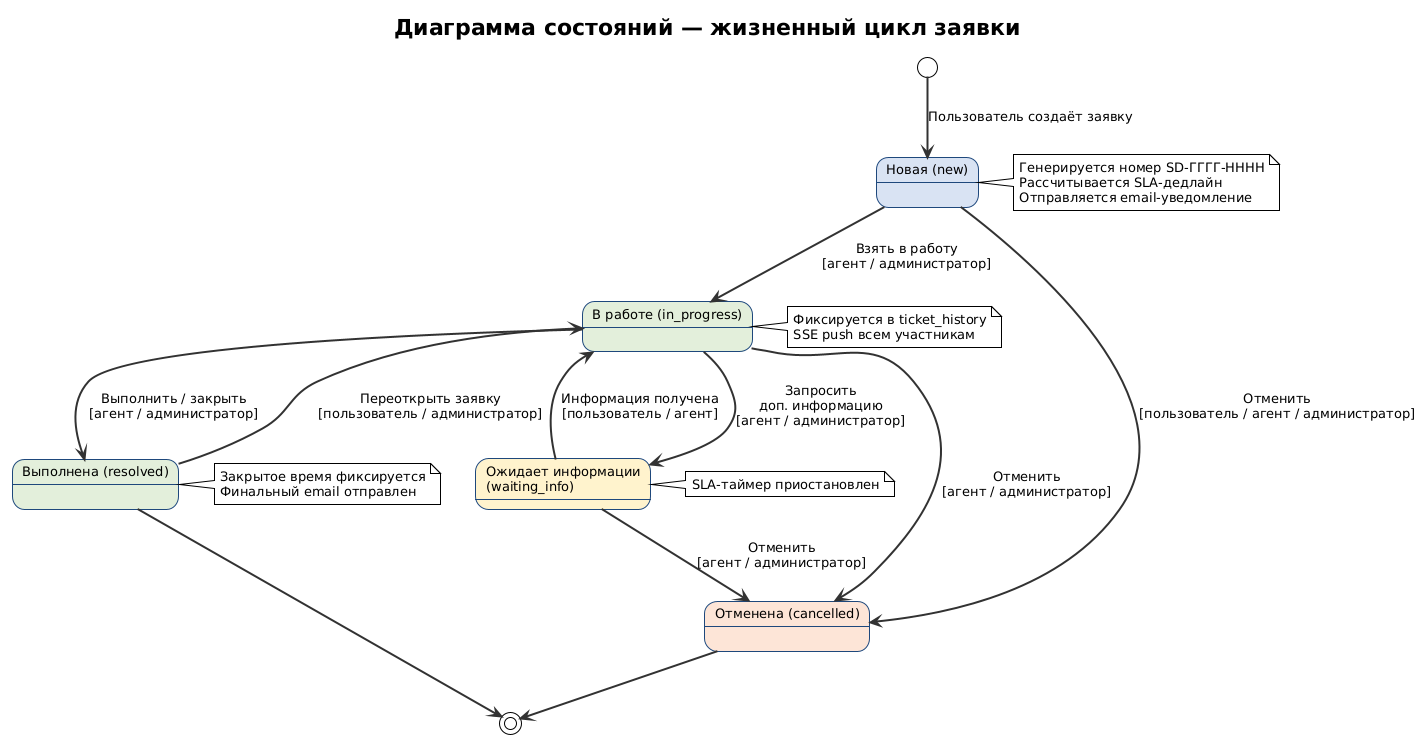 Диаграмма состояний — жизненный цикл заявки
Пользователь создаёт заявку
Новая (new)
Генерируется номер SD-ГГГГ-НННН
Рассчитывается SLA-дедлайн
Отправляется email-уведомление
Взять в работу
[агент / администратор]
В работе (in_progress)
Фиксируется в ticket_history
SSE push всем участникам
Выполнить / закрыть
[агент / администратор]
Переоткрыть заявку
[пользователь / администратор]
Информация получена
[пользователь / агент]
Запросить
доп. информацию
[агент / администратор]
Отменить
[пользователь / агент / администратор]
Выполнена (resolved)
Закрытое время фиксируется
Финальный email отправлен
Ожидает информации
(waiting_info)
SLA-таймер приостановлен
Отменить
[агент / администратор]
Отменить
[агент / администратор]
Отменена (cancelled)